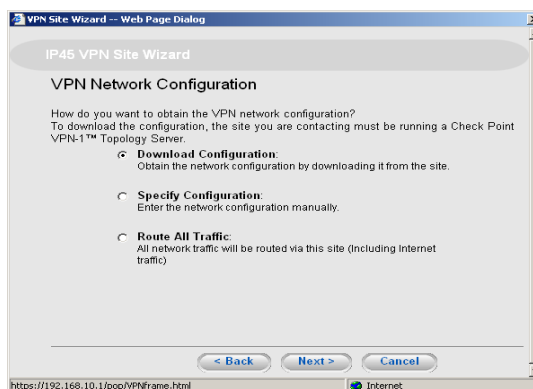 VPN Site Wizard -- Web Page Dialog
IP45 VPN Site Wizard
VPN Network Configuration
How do you want to obtain the VPN network configuration?
To download the configuration, the site you are contacting must be running a Check Point
VPN-1™ Topology Server.
Download Configuration:
Obtain the network configuration by downloading it from the site.
Specify Configuration:
Enter the network configuration manually.
Route All Traffic:
All network traffic will be routed via this site (Including Internet
traffic)
< Back
Next >
Cancel
https://192.168.10.1/pop/VPNframe.html
Internet